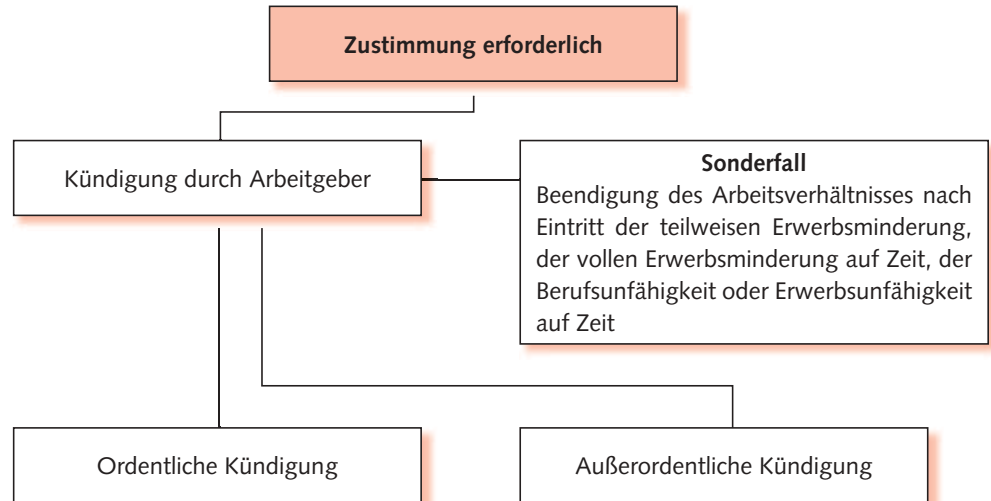 Zustimmung erforderlich
Kündigung durch Arbeitgeber
Sonderfall
Beendigung des Arbeitsverhältnisses nach
Eintritt der teilweisen Erwerbsminderung,
der vollen Erwerbsminderung auf Zeit, der
Berufsunfähigkeit oder Erwerbsunfähigkeit
auf Zeit
Ordentliche Kündigung
Außerordentliche Kündigung